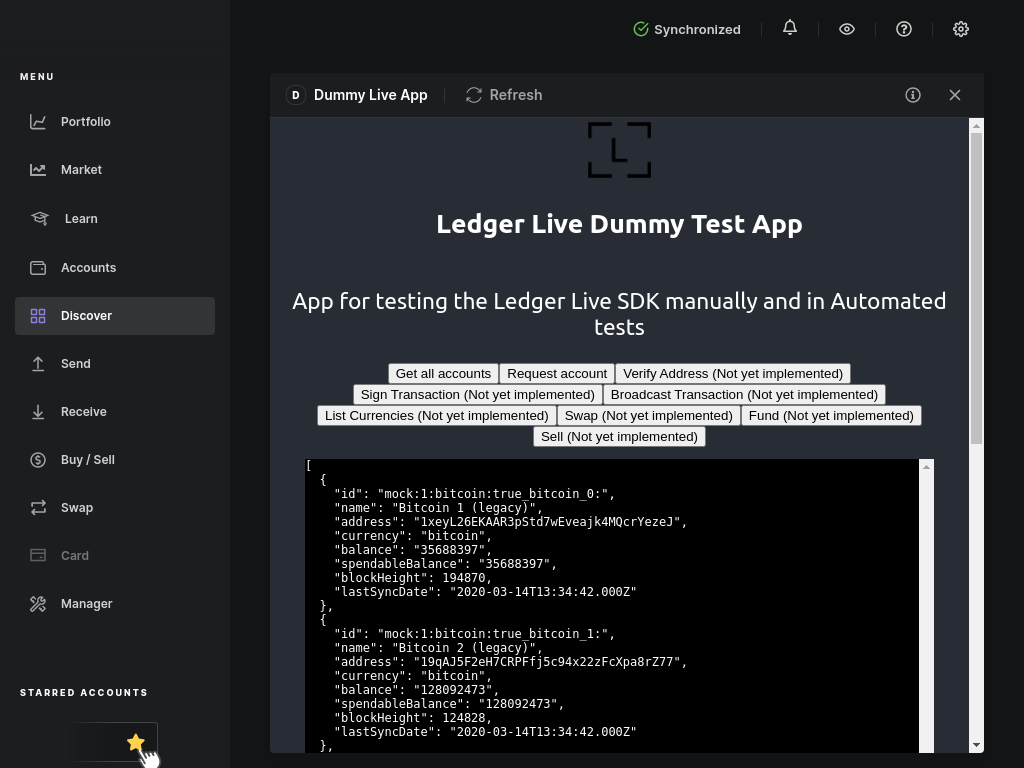 Synchronized
MENU
Portfolio
Market
Learn
Accounts
Discover
Send
Receive
Buy / Sell
Swap
Card
Manager
STARRED ACCOUNTS
D Dummy Live App
Refresh
L
Ledger Live Dummy Test App
App for testing the Ledger Live SDK manually and in Automated
tests
Get all accounts Request account Verify Address (Not yet implemented)
Sign Transaction (Not yet implemented) Broadcast Transaction (Not yet implemented)
List Currencies (Not yet implemented) Swap (Not yet implemented) Fund (Not yet implemented)
Sell (Not yet implemented)
[
{
"id": "mock:1:bitcoin:true_bitcoin_0:",
"name": "Bitcoin 1 (legacy)",
"address": "1xeyL26EKAAR3pStd7wEveajk4MQcrYezeJ",
"currency": "bitcoin",
"balance": "35688397",
"spendableBalance": "35688397",
"blockHeight": 194870,
"lastSyncDate": "2020-03-14T13:34:42.000Z"
},
{
"id": "mock:1:bitcoin:true_bitcoin_1:",
"name": "Bitcoin 2 (legacy)",
"address": "19qAJ5F2eH7CRPFfj5c94x22zFcXpa8rZ77",
"currency": "bitcoin",
"balance": "128092473",
"spendableBalance": "128092473",
"blockHeight": 124828,
"lastSyncDate": "2020-03-14T13:34:42.000Z"
},